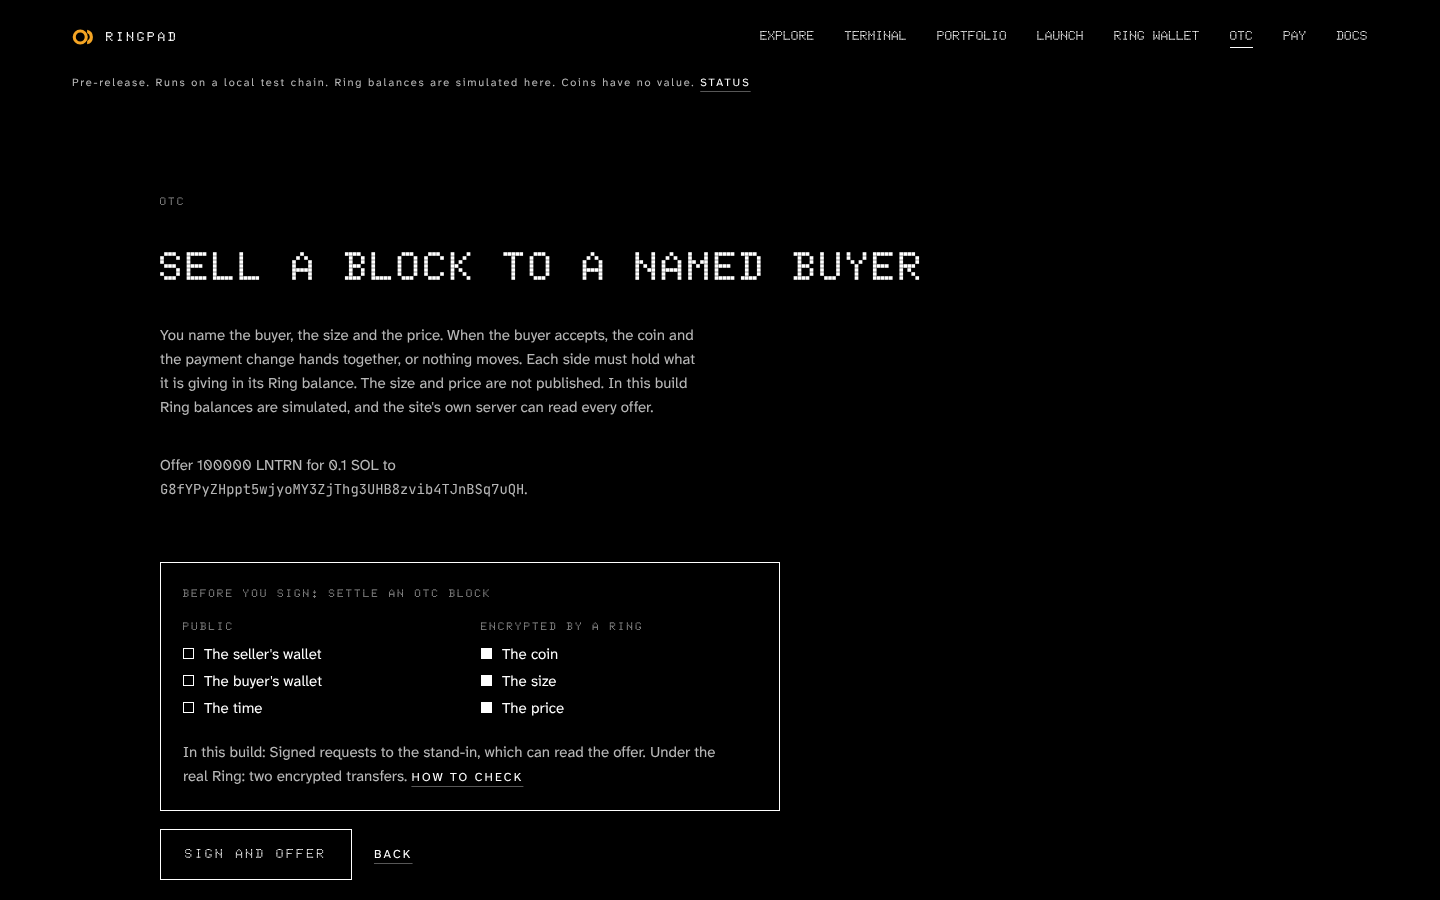 RINGPAD
EXPLORE TERMINAL PORTFOLIO LAUNCH RING WALLET OTC PAY DOCS
Pre-release. Runs on a local test chain. Ring balances are simulated here. Coins have no value. STATUS
OTC
SELL A BLOCK TO A NAMED BUYER
You name the buyer, the size and the price. When the buyer accepts, the coin and
the payment change hands together, or nothing moves. Each side must hold what
it is giving in its Ring balance. The size and price are not published. In this build
Ring balances are simulated, and the site's own server can read every offer.
Offer 100000 LNTRN for 0.1 SOL to
G8fYPyZHppt5wjyoMY3ZjThg3UHB8zvib4TJnBSq7uQH.
BEFORE YOU SIGN: SETTLE AN OTC BLOCK
PUBLIC
The seller's wallet
The buyer's wallet
The time
ENCRYPTED BY A RING
The coin
The size
The price
In this build: Signed requests to the stand-in, which can read the offer. Under the
real Ring: two encrypted transfers. HOW TO CHECK
SIGN AND OFFER
BACK